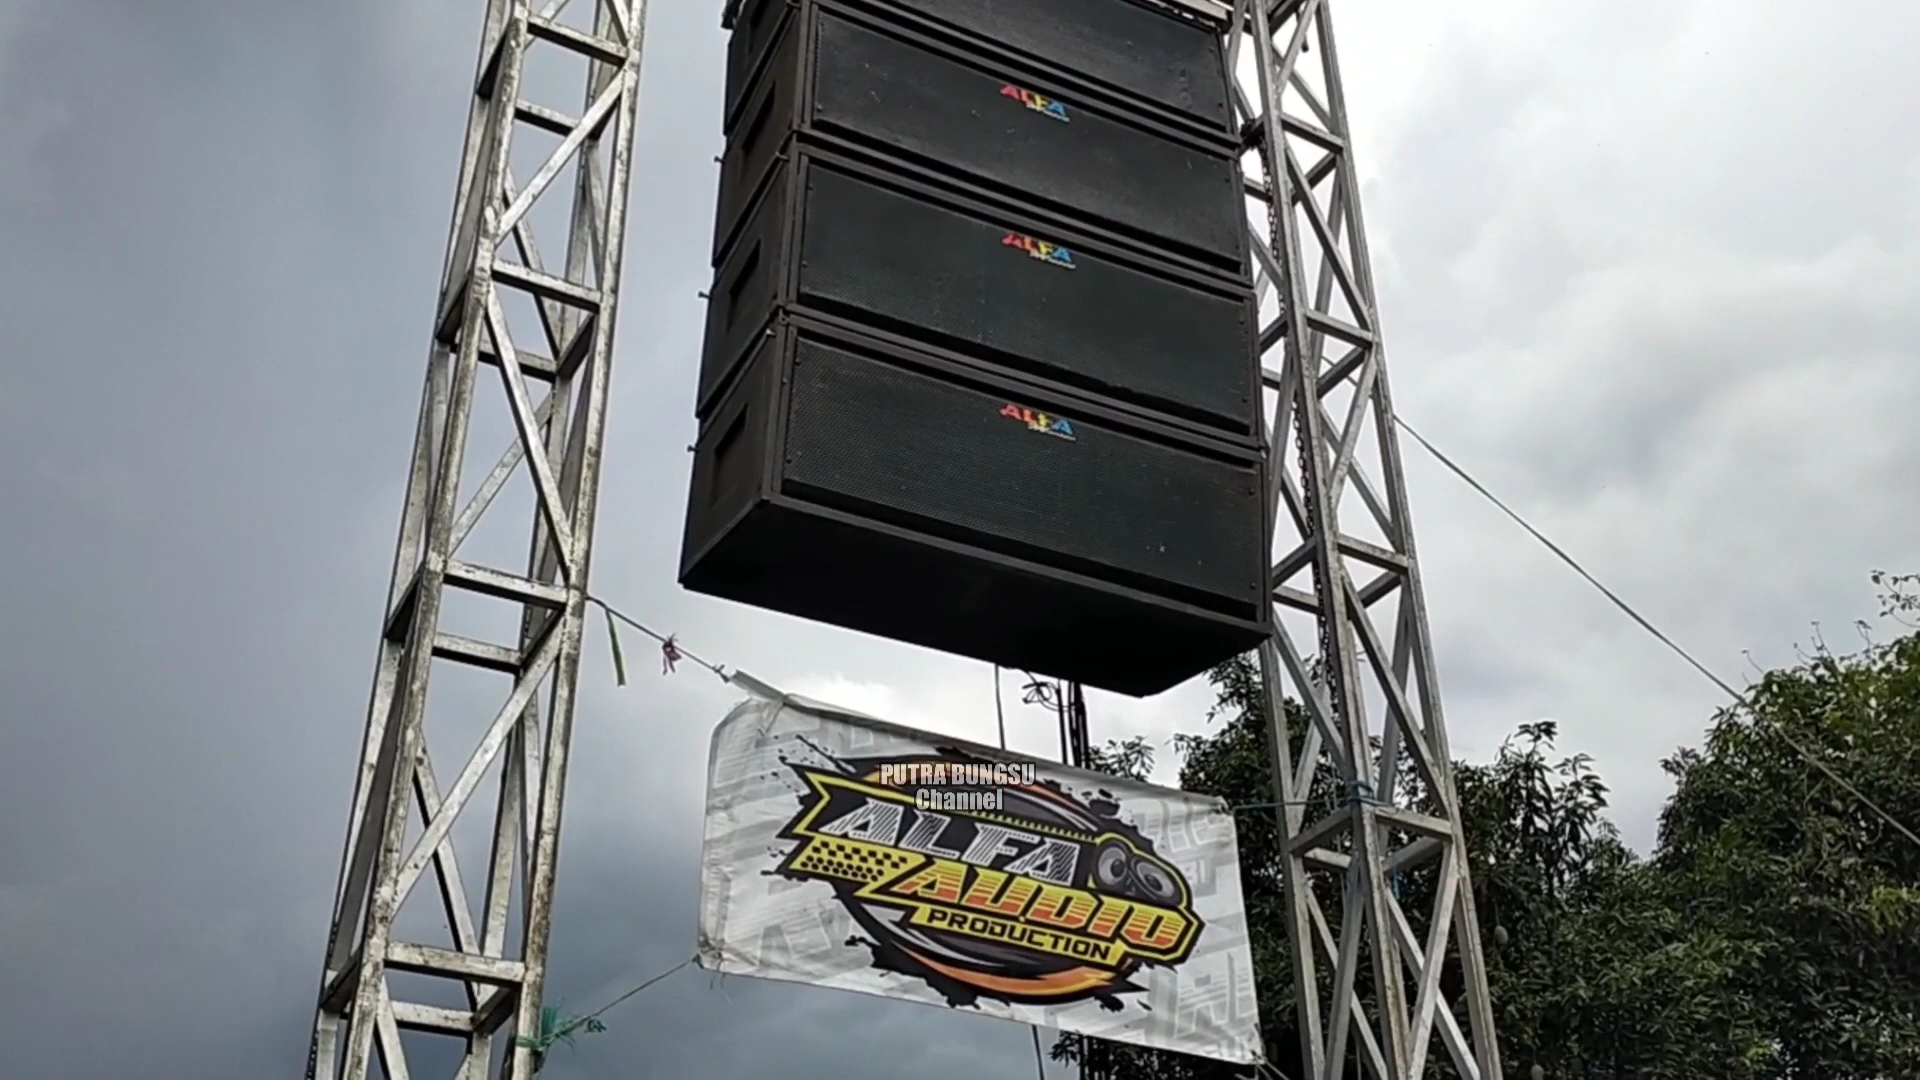 ALFA
ALFA
ALFA
PUTRA BUNGSU
Channel
ALFA
AUDIO
PRODUCTION